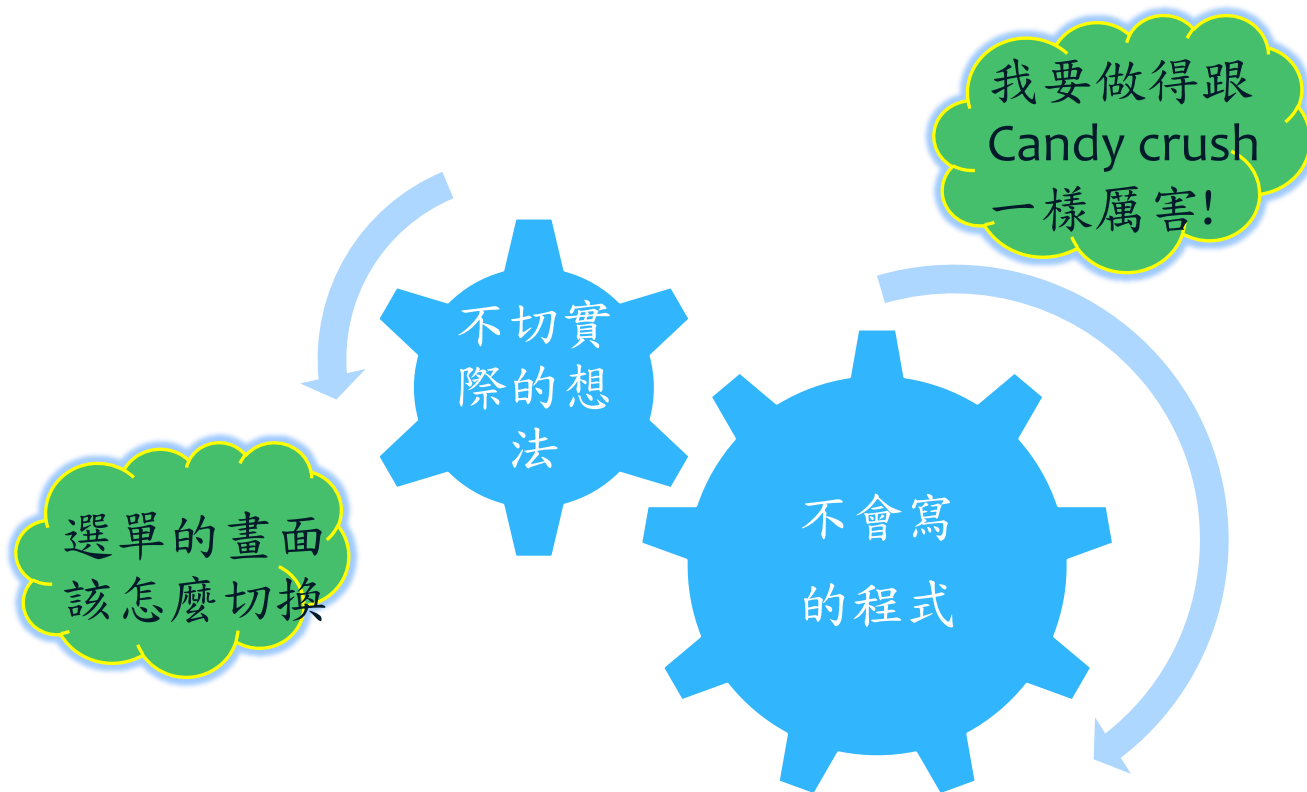 我要做得跟
Candy crush
一樣厲害!
不切實
際的想
法
選單的畫面
該怎麼切換
不會寫
的程式